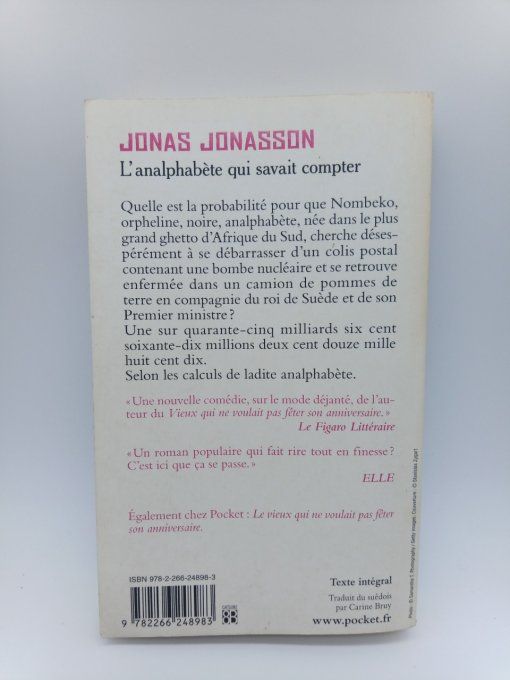 JONAS JONASSON
L'analphabète qui savait compter
Quelle est la probabilité pour que Nombeko,
orpheline, noire, analphabète, née dans le plus
grand ghetto d'Afrique du Sud, cherche déses-
pérément à se débarrasser d'un colis postal
contenant une bombe nucléaire et se retrouve
enfermée dans un camion de pommes de
terre en compagnie du roi de Suède et de son
Premier ministre ?
Une sur quarante-cinq milliards six cent
soixante-dix millions deux cent douze mille
huit cent dix.
Selon les calculs de ladite analphabète.
« Une nouvelle comédie, sur le mode déjanté, de l'au-
teur du Vieux qui ne voulait pas fêter son anniversaire. »
Le Figaro Littéraire
« Un roman populaire qui fait rire tout en finesse ?
C'est ici que ça se passe. »
ELLE
Également chez Pocket : Le vieux qui ne voulait pas fêter
son anniversaire.
ISBN 978-2-266-24898-3
9 782266 248983
Texte intégral
Traduit du suédois
par Carine Bruy
www.pocket.fr
Photo : © Samantha T. Photography / Getty Images. Couverture : ©